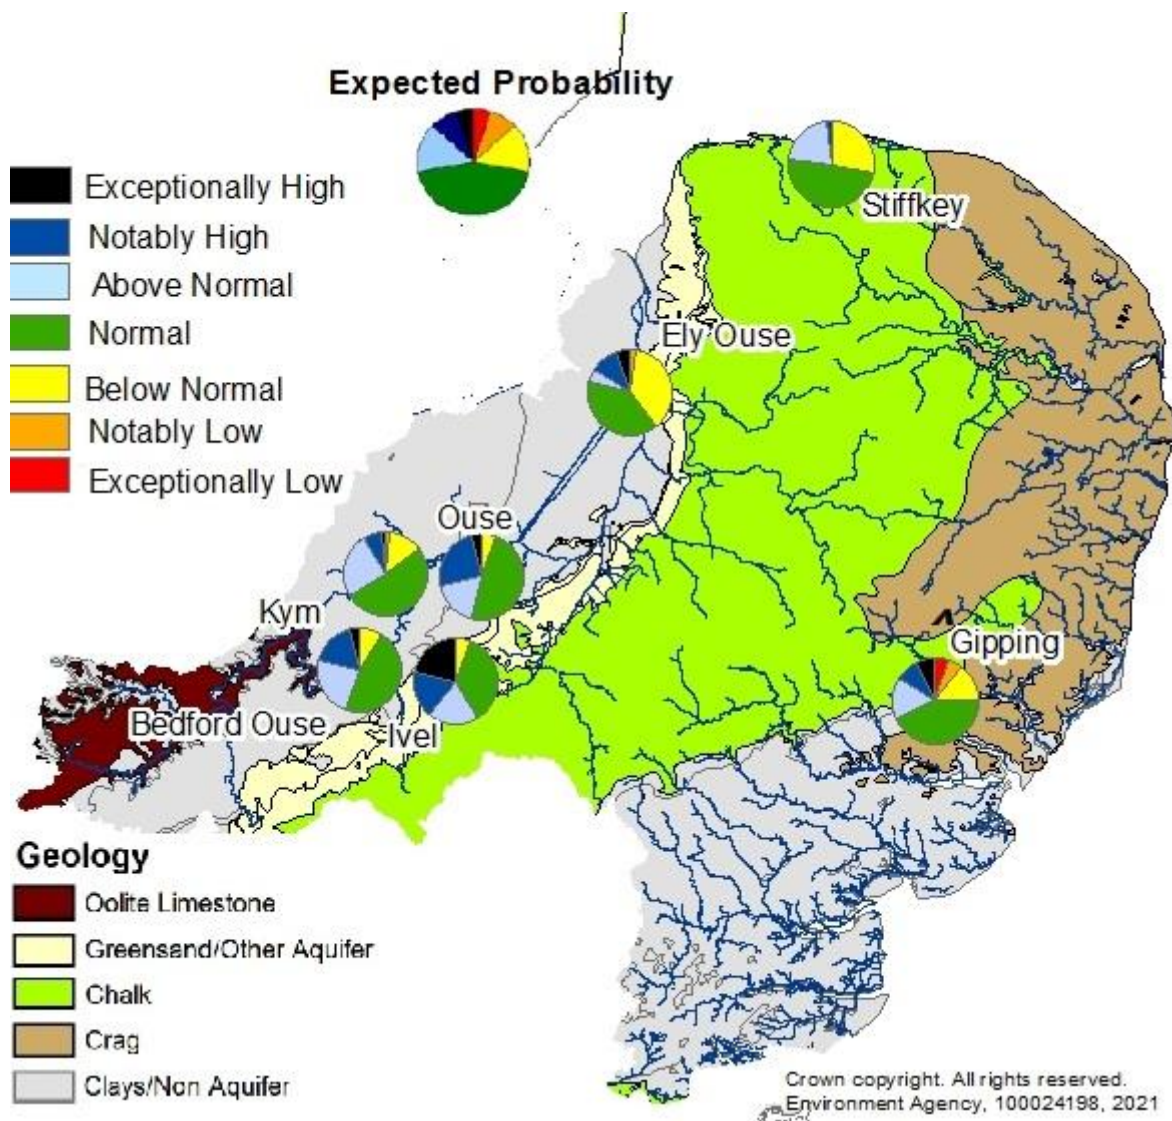 Expected Probability
Exceptionally High
Notably High
Above Normal
Normal
Below Normal
Notably Low
Exceptionally Low
Stiffkey
Ely Ouse
Ouse
Kym
Gipping
Bedford Ouse
Ivel
Geology
Oolite Limestone
Greensand/Other Aquifer
Chalk
Crag
Clays/Non Aquifer
Crown copyright. All rights reserved.
Environment Agency, 100024198, 2021